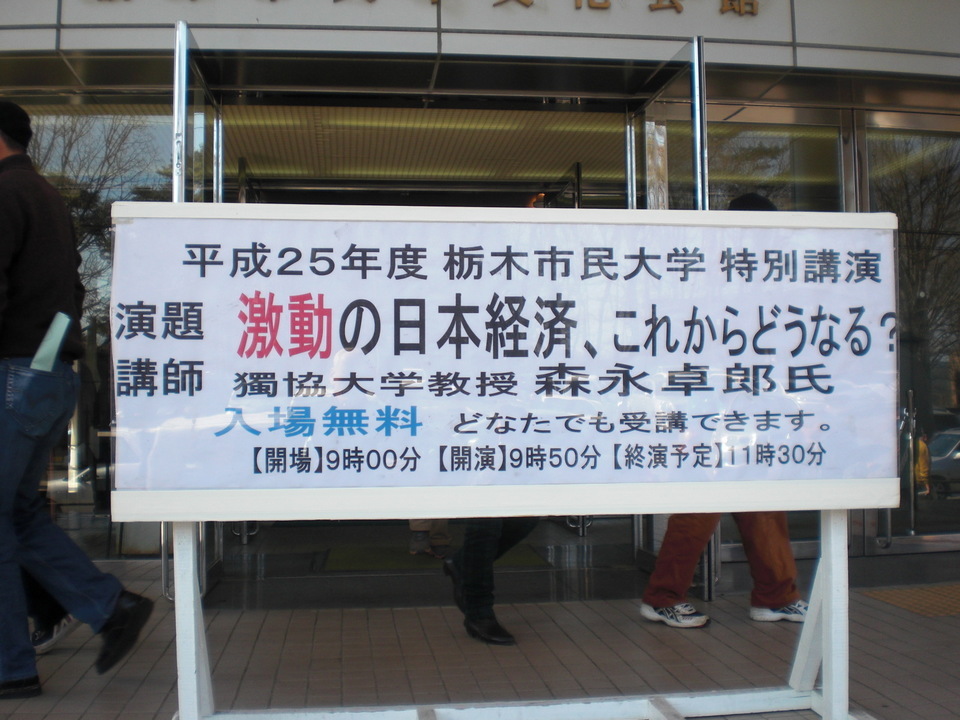 文化会館
平成25年度 栃木市民大学 特別講演
演題 激動の日本経済、これからどうなる?
講師 獨協大学教授 森永卓郎氏
入場無料 どなたでも受講できます。
【開場】9時00分 【開演】9時50分 【終演予定】11時30分